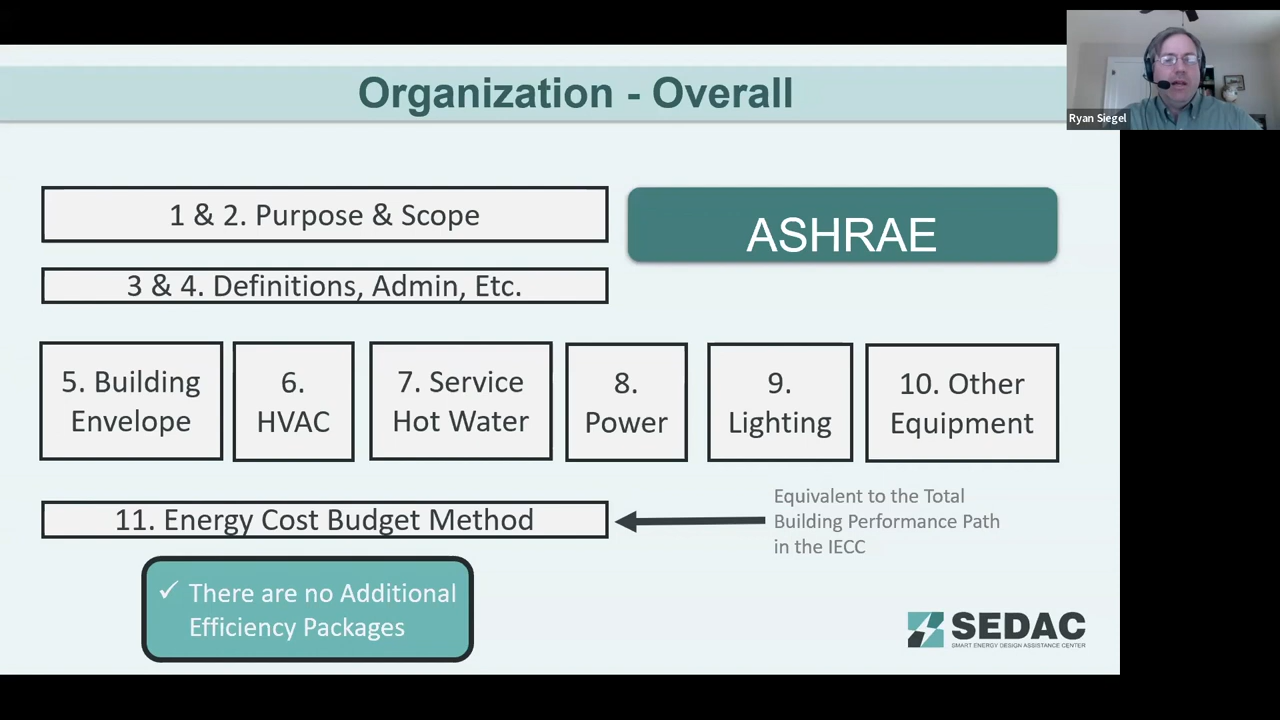 Organization - Overall
Ryan Siegel
1 & 2. Purpose & Scope
ASHRAE
3 & 4. Definitions, Admin, Etc.
5. Building
Envelope
6.
HVAC
7. Service
Hot Water
8.
Power
9.
Lighting
10. Other
Equipment
11. Energy Cost Budget Method
Equivalent to the Total
Building Performance Path
in the IECC
✓ There are no Additional
Efficiency Packages
SEDAC
SMART ENERGY DESIGN ASSISTANCE CENTER